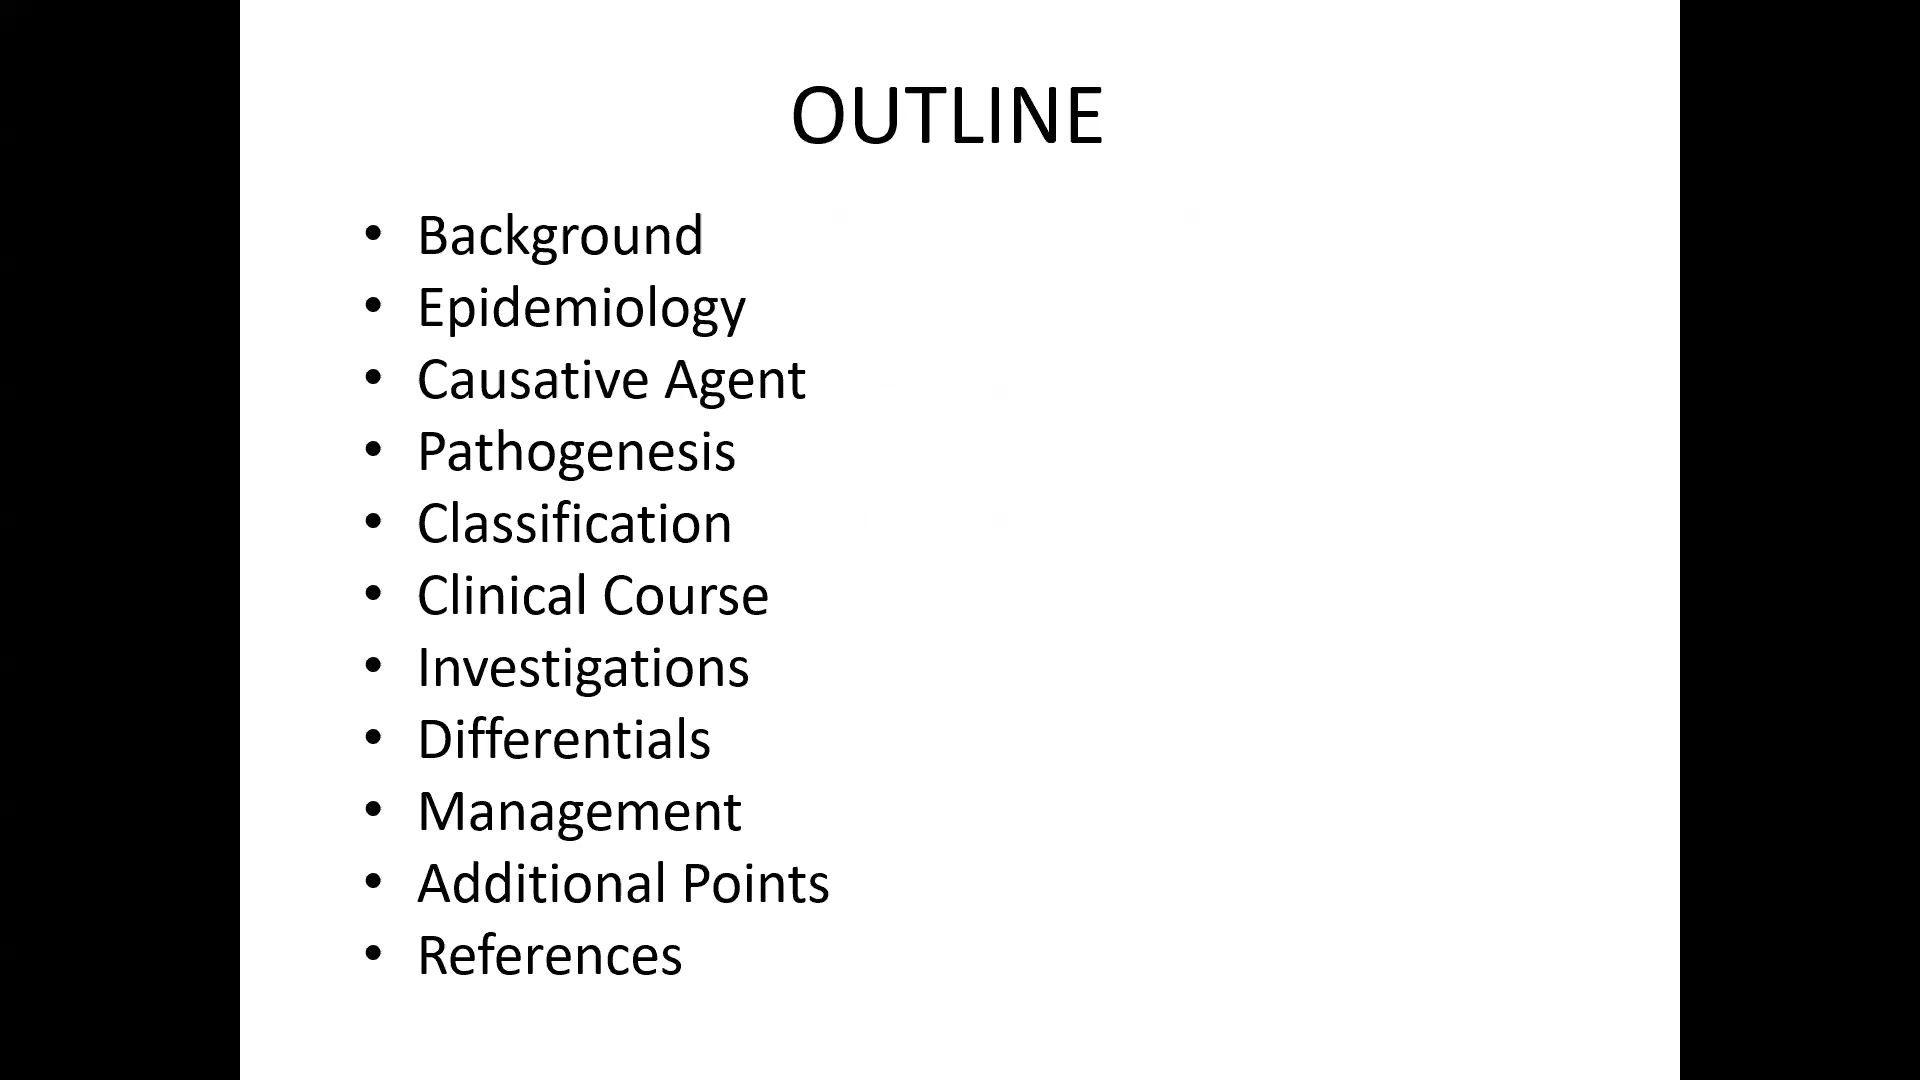 OUTLINE
• Background
• Epidemiology
• Causative Agent
• Pathogenesis
• Classification
• Clinical Course
• Investigations
• Differentials
• Management
• Additional Points
• References